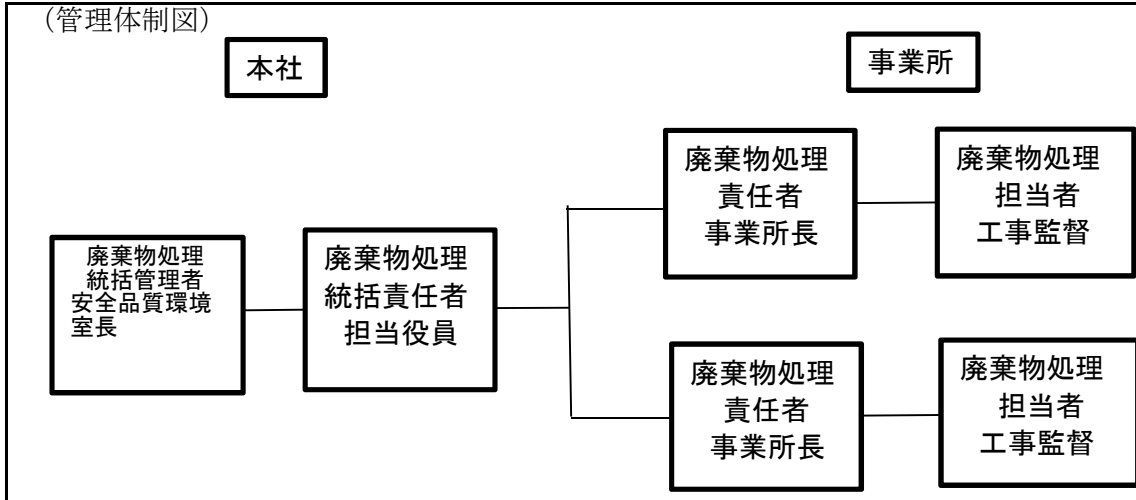 （管理体制図）
本社
事業所
廃棄物処理
統括管理者
安全品質環境
室長
廃棄物処理
統括責任者
担当役員
廃棄物処理
責任者
事業所長
廃棄物処理
担当者
工事監督
廃棄物処理
責任者
事業所長
廃棄物処理
担当者
工事監督